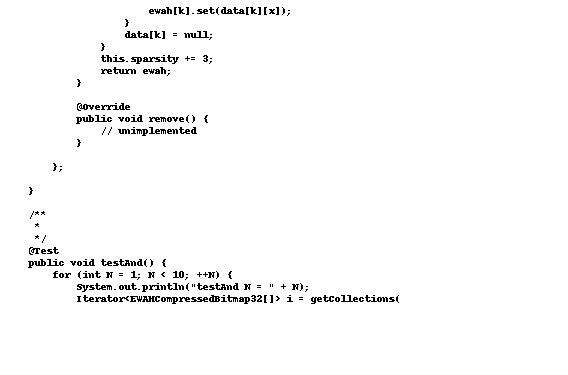 ewah[k].set(data[k][x]);
}
data[k] = null;
}
this.sparsity += 3;
return ewah;
}
@Override
public void remove() {
// unimplemented
}
};
}
/**
*
*/
@Test
public void testAnd() {
for (int N = 1; N < 10; ++N) {
System.out.println("testAnd N = " + N);
Iterator<EWAHCompressedBitmap32[]> i = getCollections(